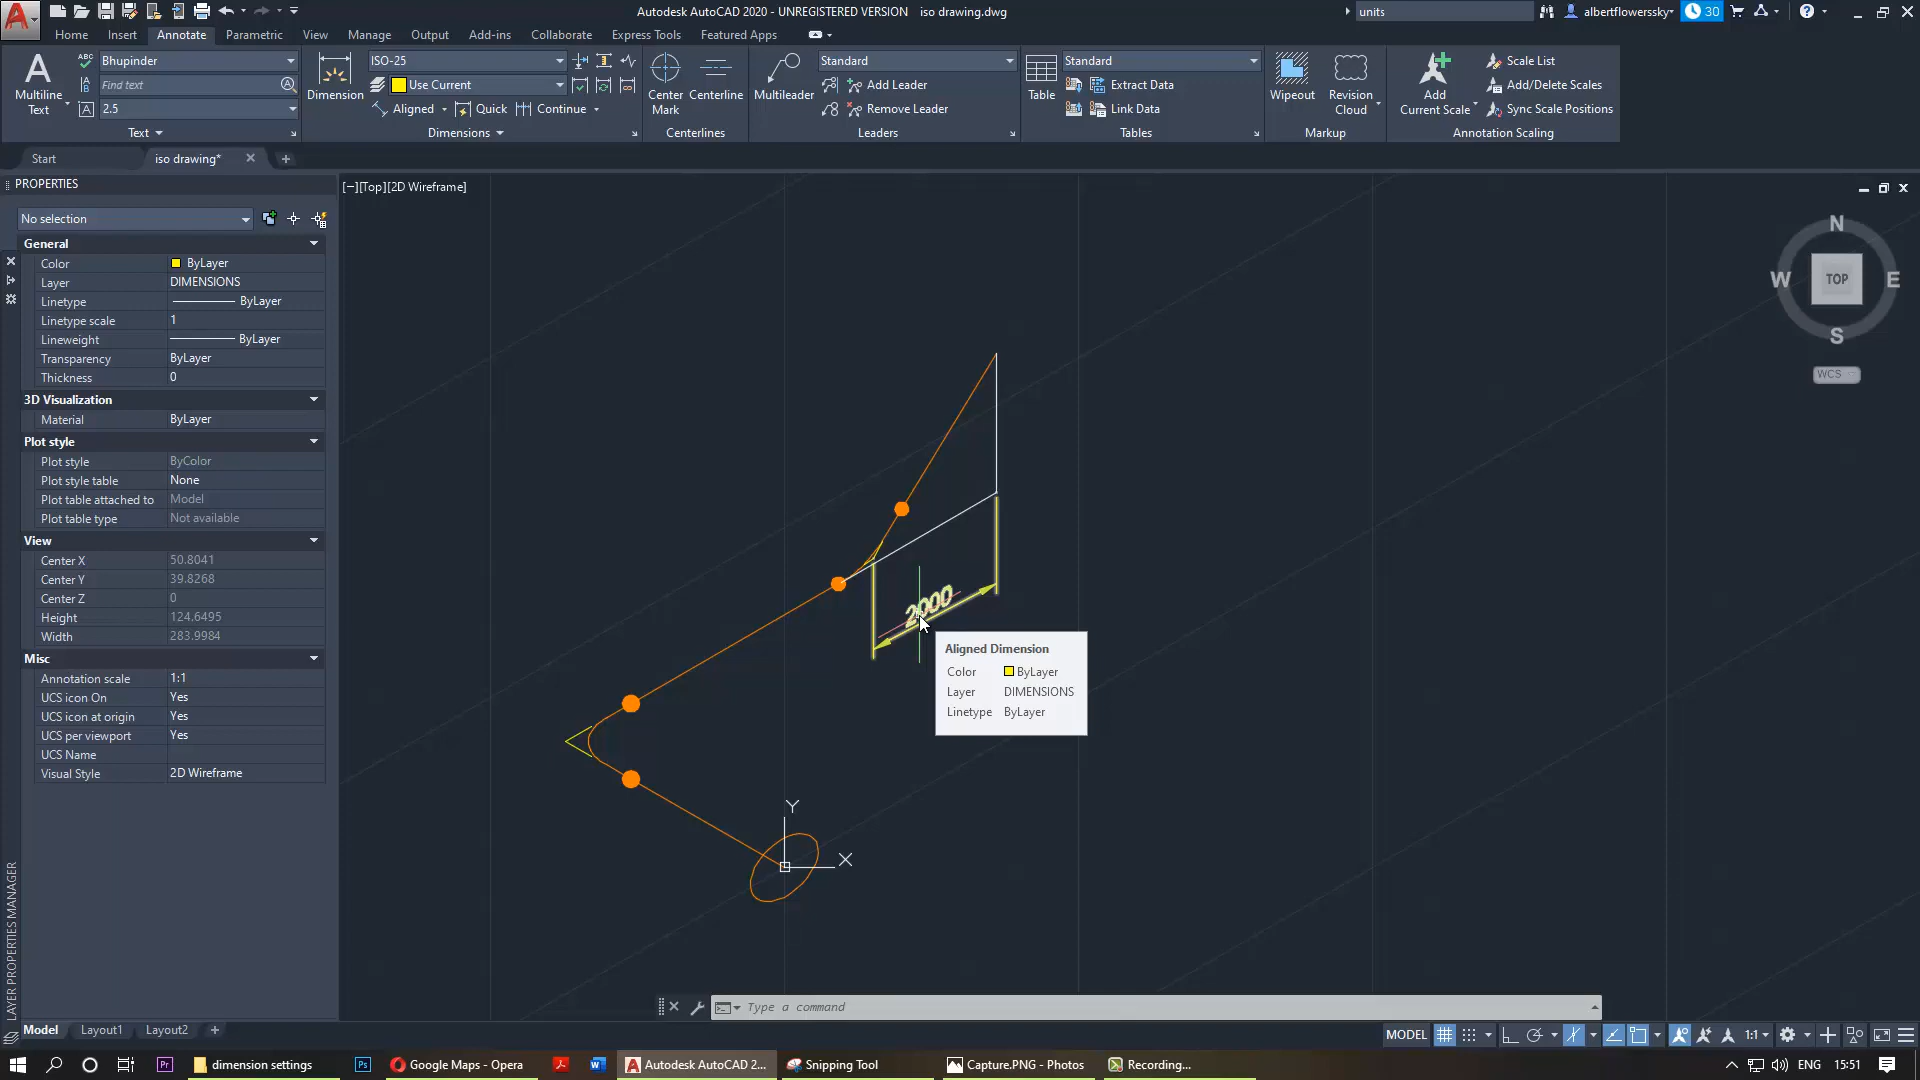 Autodesk AutoCAD 2020 - UNREGISTERED VERSION iso drawing.dwg
units
albertflowerssky
30
Home Insert Annotate Parametric View Manage Output Add-ins Collaborate Express Tools Featured Apps
Multiline Text
Bhupinder
Find text
2.5
Text
Dimension
ISO-25
Use Current
Aligned Quick Continue
Dimensions
Center Mark
Centerline
Centerlines
Multileader
Standard
Add Leader
Remove Leader
Leaders
Table
Standard
Extract Data
Link Data
Tables
Wipeout
Revision Cloud
Markup
Add Current Scale
Scale List
Add/Delete Scales
Sync Scale Positions
Annotation Scaling
Start
iso drawing*
PROPERTIES
[−][Top][2D Wireframe]
No selection
General
Color ByLayer
Layer DIMENSIONS
Linetype ByLayer
Linetype scale 1
Lineweight ByLayer
Transparency ByLayer
Thickness 0
3D Visualization
Material ByLayer
Plot style
Plot style ByColor
Plot style table None
Plot table attached to Model
Plot table type Not available
View
Center X 50.8041
Center Y 39.8268
Center Z 0
Height 124.6495
Width 283.9984
Misc
Annotation scale 1:1
UCS icon On Yes
UCS icon at origin Yes
UCS per viewport Yes
UCS Name
Visual Style 2D Wireframe
LAYER PROPERTIES MANAGER
N
W TOP E
S
WCS
2000
Aligned Dimension
Color ByLayer
Layer DIMENSIONS
Linetype ByLayer
Y
X
Type a command
Model Layout1 Layout2
MODEL
1:1
Pr
dimension settings
Ps
Google Maps - Opera
Autodesk AutoCAD 2...
Snipping Tool
Capture.PNG - Photos
Recording...
ENG
15:51